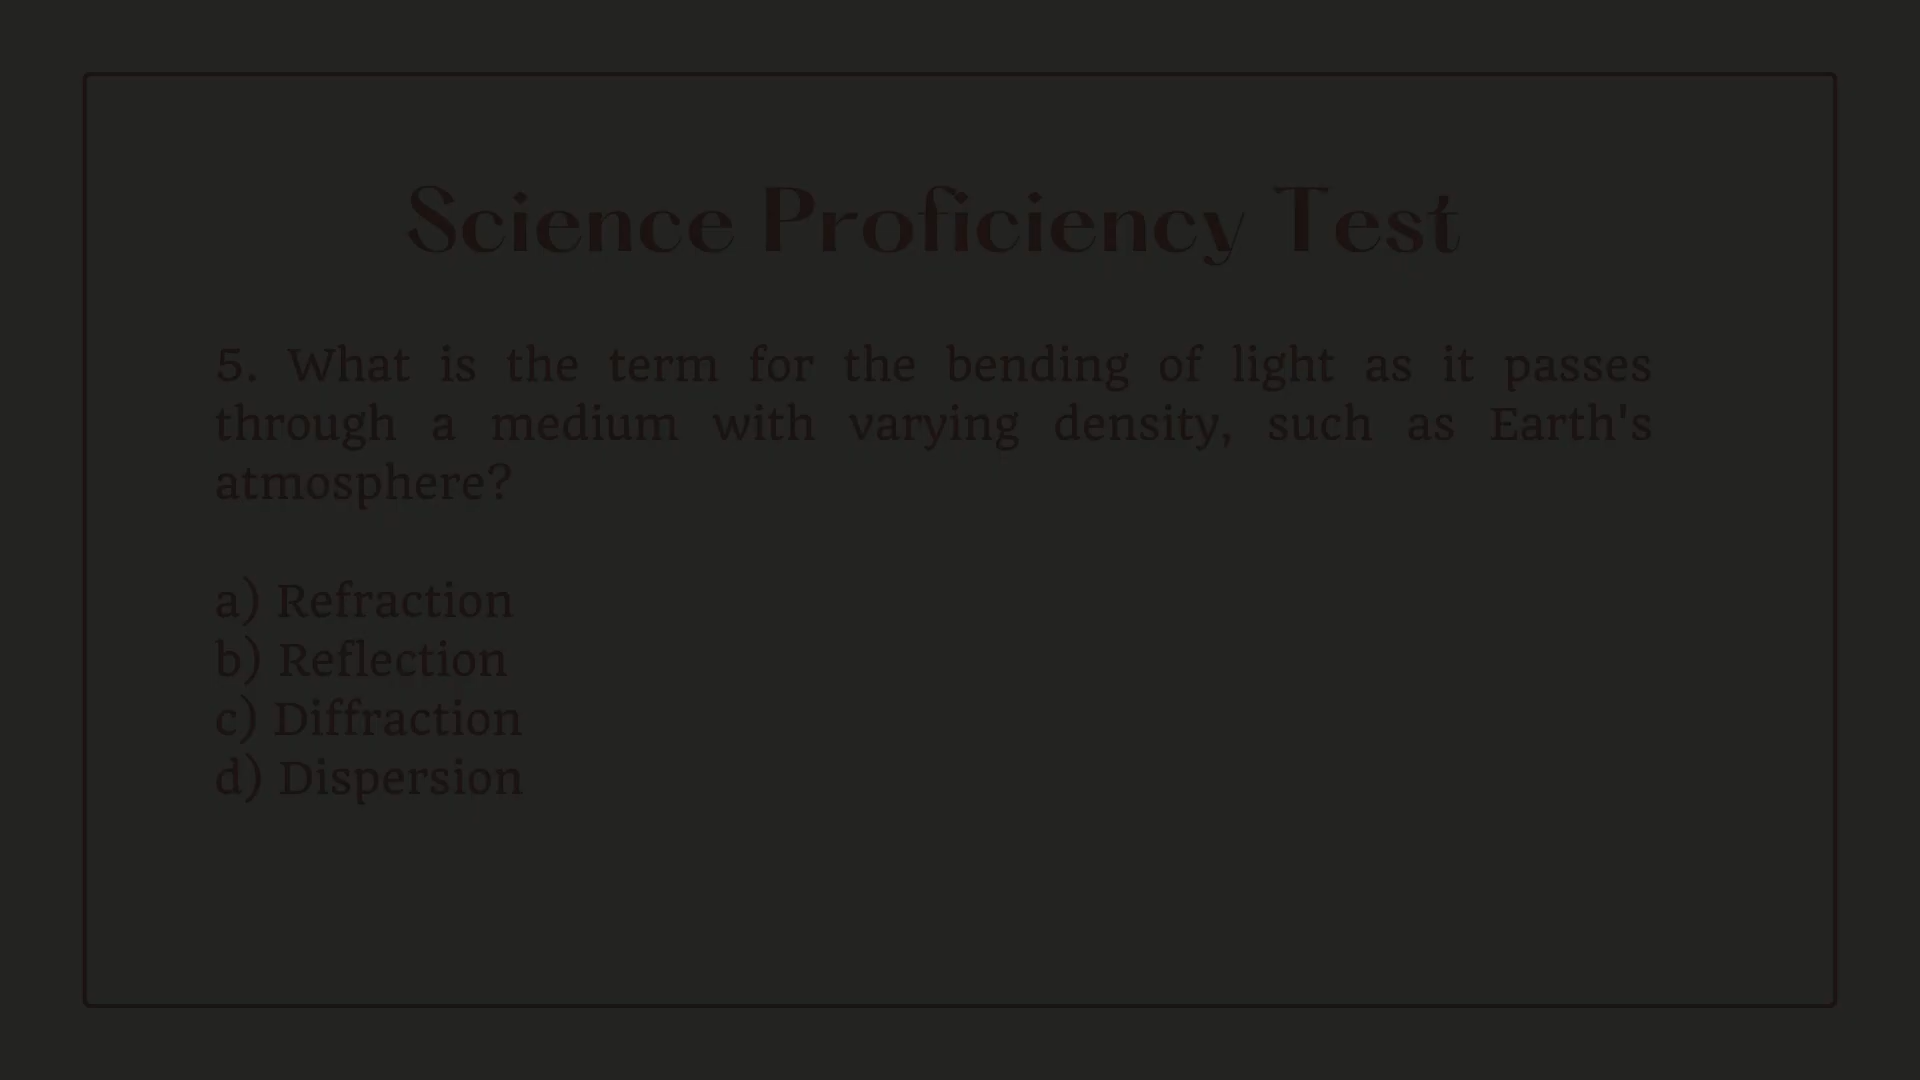 Science Proficiency Test
5. What is the term for the bending of light as it passes
through a medium with varying density, such as Earth's
atmosphere?
a) Refraction
b) Reflection
c) Diffraction
d) Dispersion